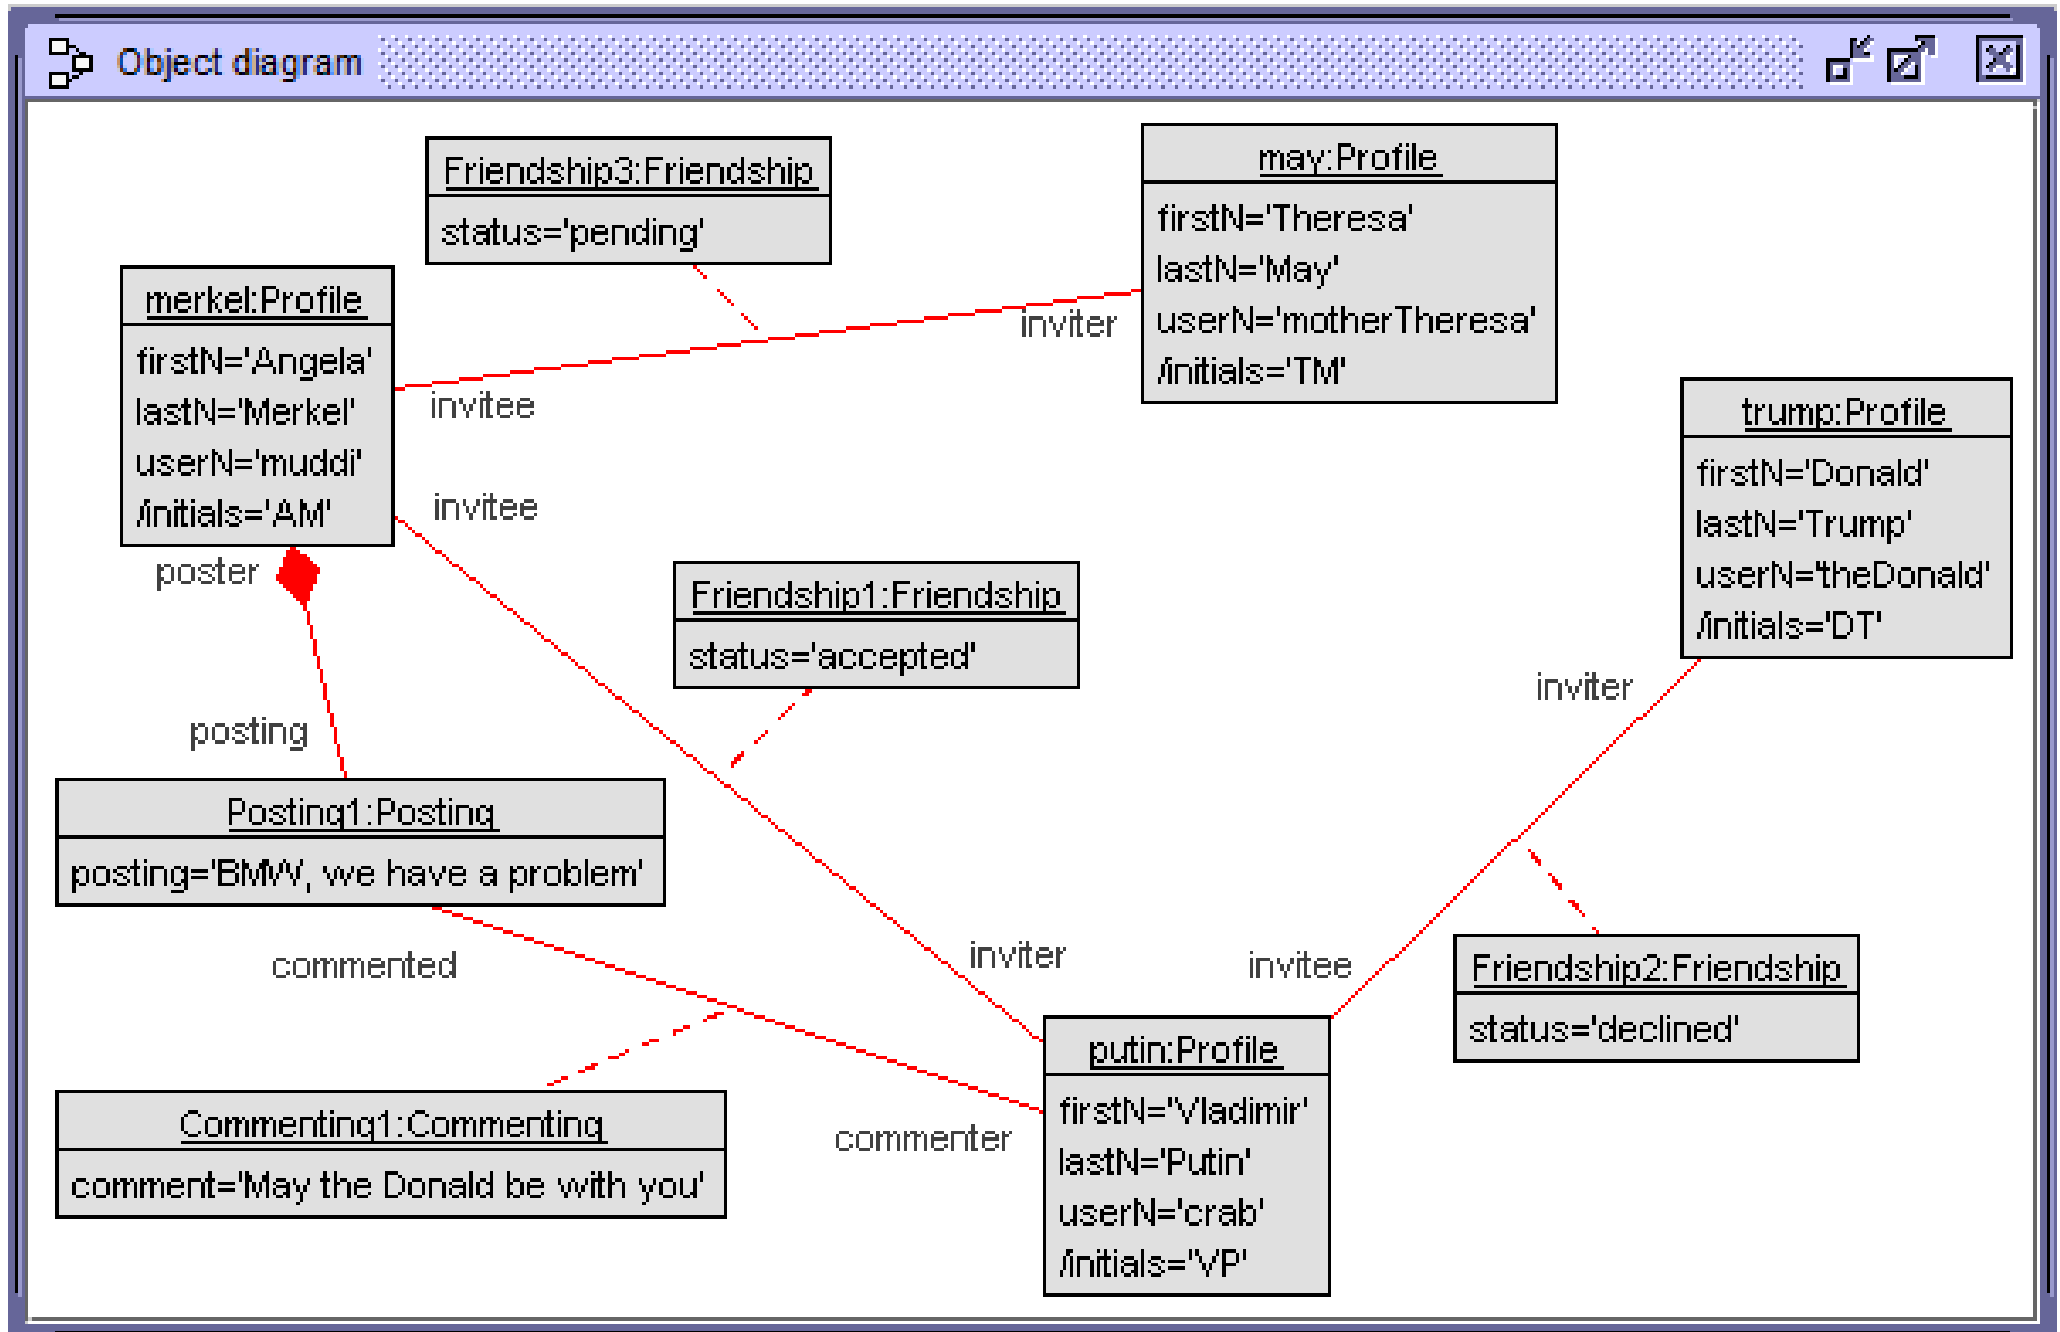 Object diagram
Friendship3:Friendship
status='pending'
may:Profile
firstN='Theresa'
lastN='May'
userN='motherTheresa'
/initials='TM'
inviter
merkel:Profile
firstN='Angela'
lastN='Merkel'
userN='muddi'
/initials='AM'
invitee
invitee
poster
trump:Profile
firstN='Donald'
lastN='Trump'
userN='theDonald'
/initials='DT'
inviter
Friendship1:Friendship
status='accepted'
posting
Posting1:Posting
posting='BMW, we have a problem'
commented
inviter
invitee
Friendship2:Friendship
status='declined'
putin:Profile
firstN='Vladimir'
lastN='Putin'
userN='crab'
/initials='VP'
commenter
Commenting1:Commenting
comment='May the Donald be with you'